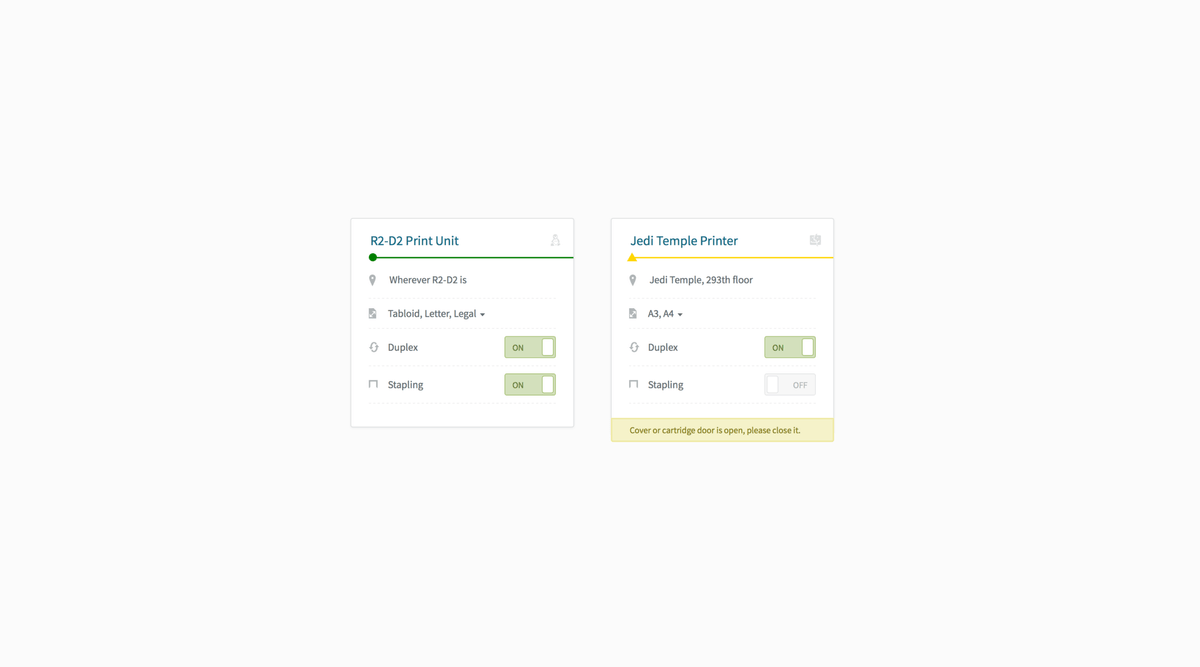 R2-D2 Print Unit
Wherever R2-D2 is
Tabloid, Letter, Legal
Duplex
ON
Stapling
ON
Jedi Temple Printer
Jedi Temple, 293th floor
A3, A4
Duplex
ON
Stapling
OFF
Cover or cartridge door is open, please close it.